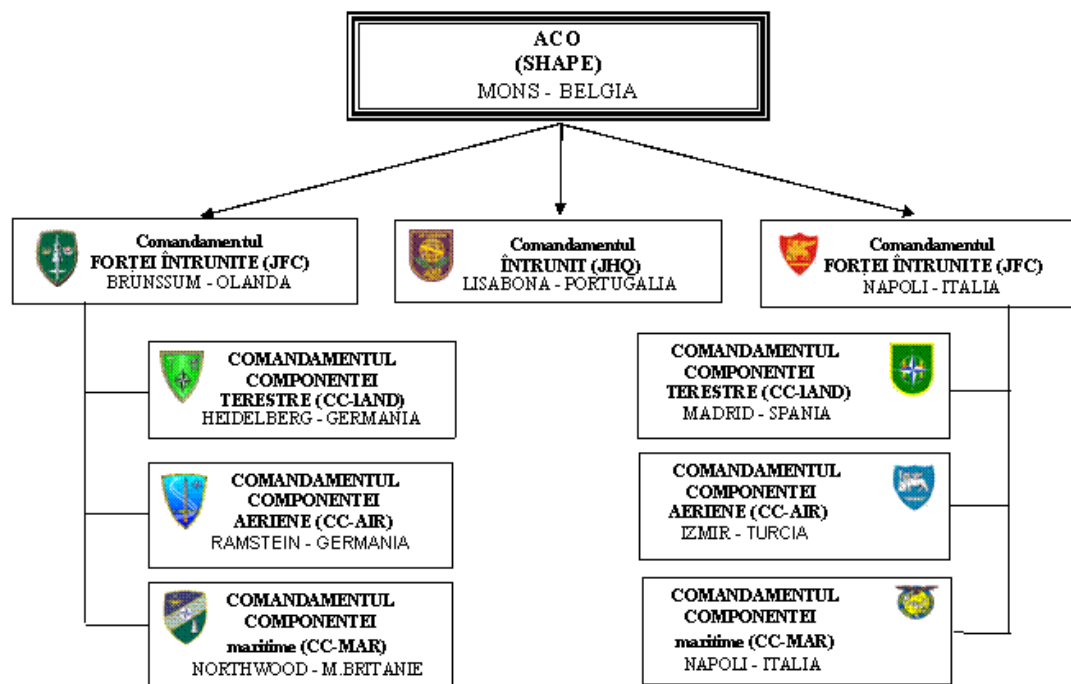 ACO
(SHAPE)
MONS - BELGIA
Comandamentul
FORȚEI ÎNTRUNITE (JFC)
BRUNSSUM - OLANDA
Comandamentul
ÎNTRUNIT (JHQ)
LISABONA - PORTUGALIA
Comandamentul
FORȚEI ÎNTRUNITE (JFC)
NAPOLI - ITALIA
COMANDAMENTUL
COMPONENTEI
TERESTRE (CC-LAND)
HEIDELBERG - GERMANIA
COMANDAMENTUL
COMPONENTEI
AERIENE (CC-AIR)
RAMSTEIN - GERMANIA
COMANDAMENTUL
COMPONENTEI
maritime (CC-MAR)
NORTHWOOD - M.BRITANIE
COMANDAMENTUL
COMPONENTEI
TERESTRE (CC-LAND)
MADRID - SPANIA
COMANDAMENTUL
COMPONENTEI
AERIENE (CC-AIR)
IZMIR - TURCIA
COMANDAMENTUL
COMPONENTEI
maritime (CC-MAR)
NAPOLI - ITALIA